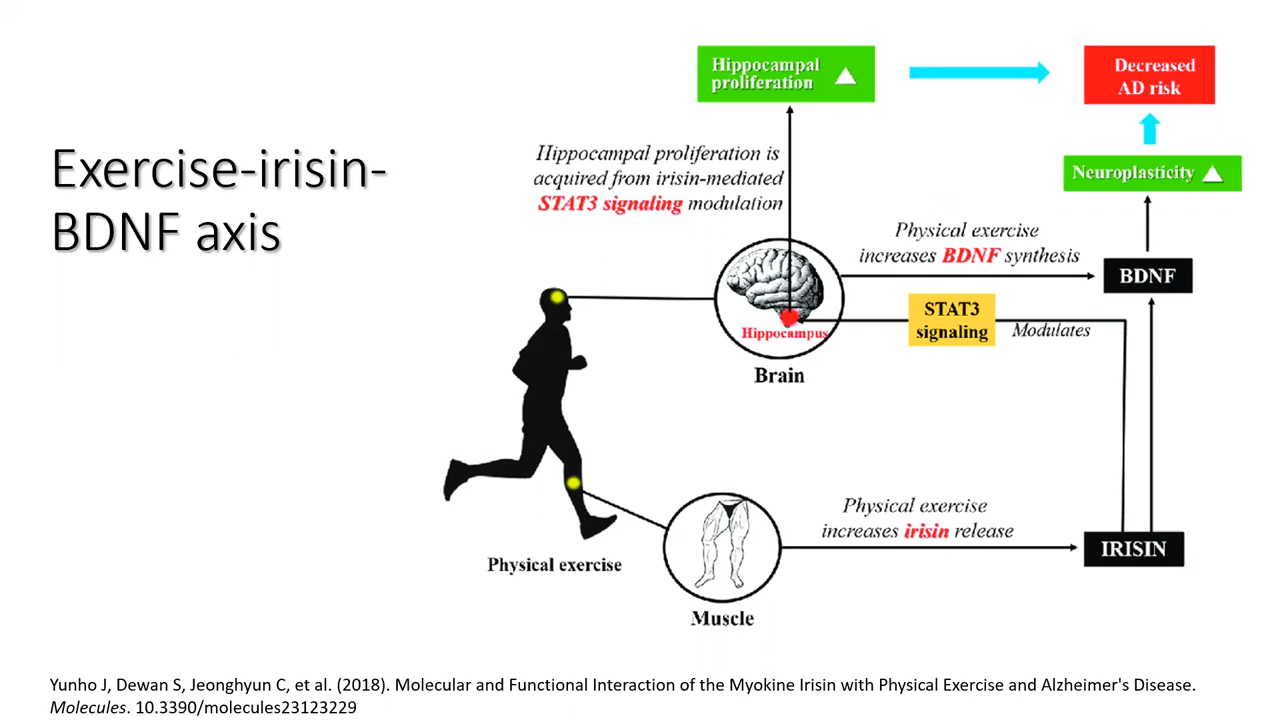 Exercise-irisin-
BDNF axis
Hippocampal
proliferation
Decreased
AD risk
Hippocampal proliferation is
acquired from irisin-mediated
STAT3 signaling modulation
Neuroplasticity
Physical exercise
increases BDNF synthesis
BDNF
STAT3
signaling
Modulates
Hippocampus
Brain
Physical exercise
increases irisin release
IRISIN
Physical exercise
Muscle
Yunho J, Dewan S, Jeonghyun C, et al. (2018). Molecular and Functional Interaction of the Myokine Irisin with Physical Exercise and Alzheimer's Disease.
Molecules. 10.3390/molecules23123229